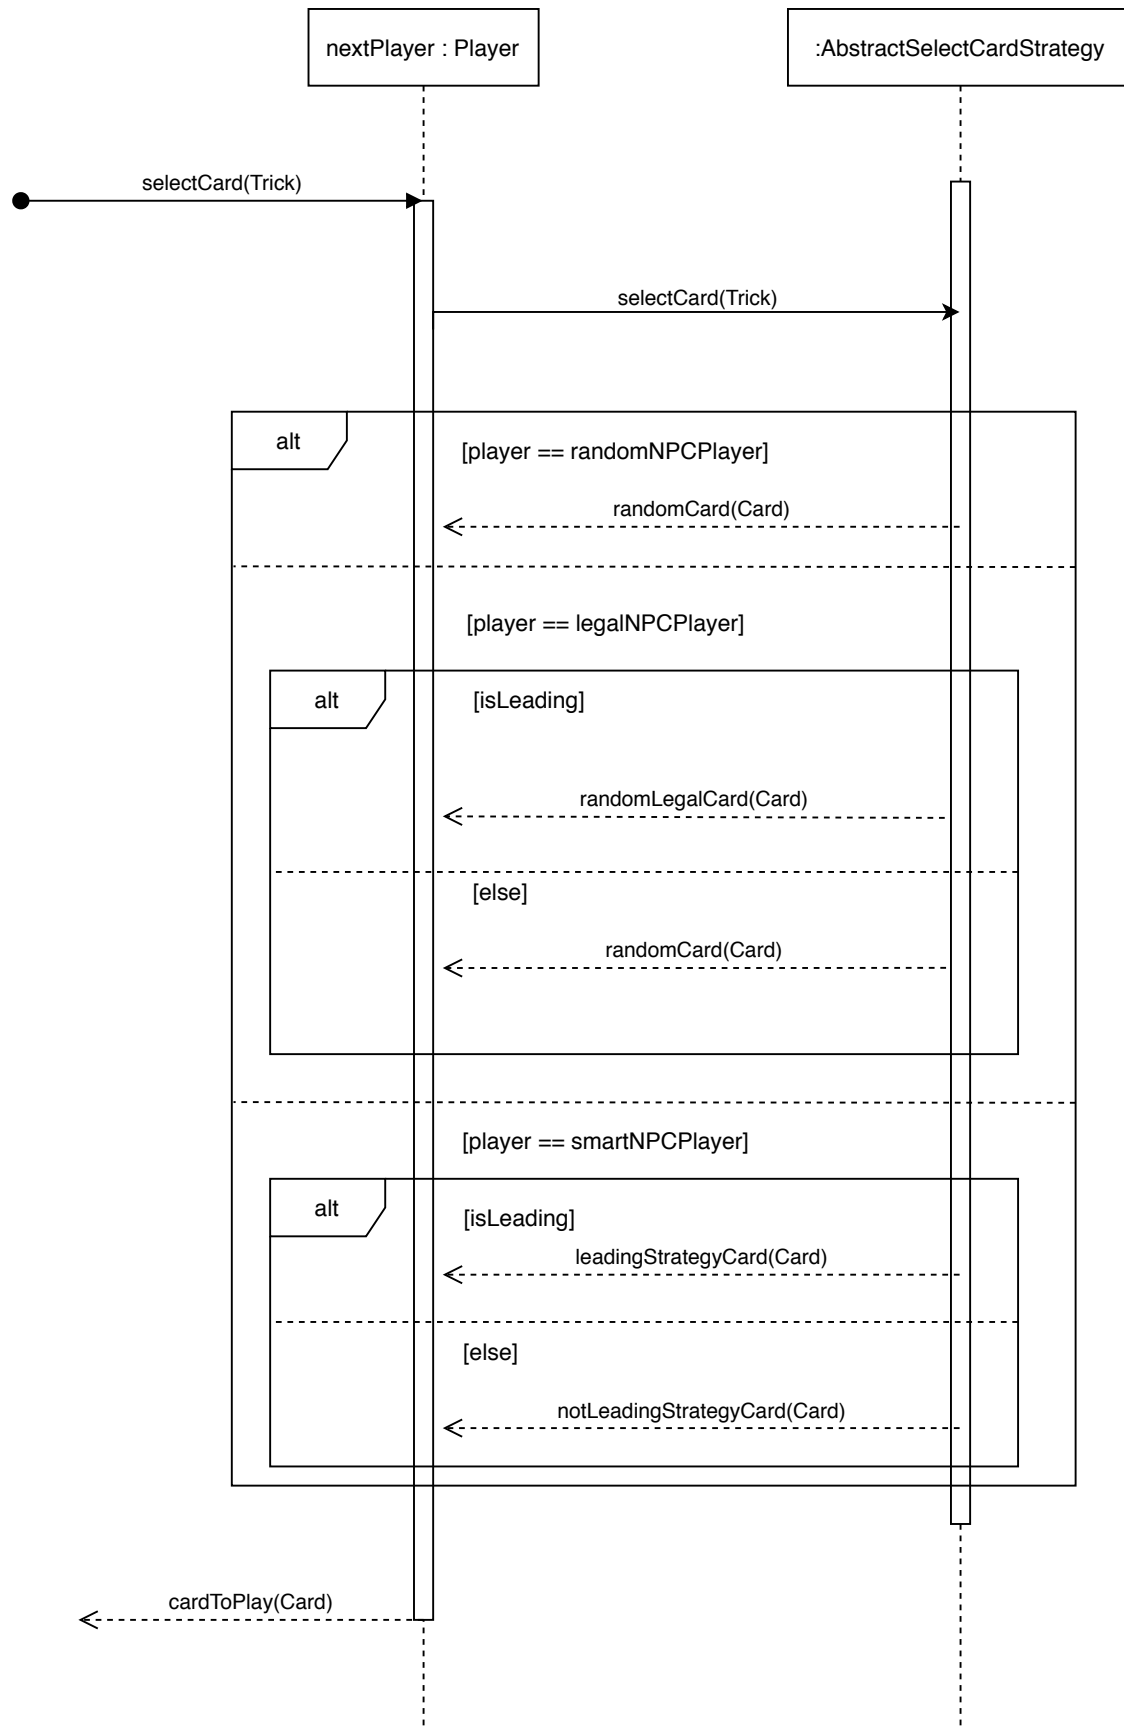 nextPlayer : Player
:AbstractSelectCardStrategy
selectCard(Trick)
selectCard(Trick)
alt
[player == randomNPCPlayer]
randomCard(Card)
[player == legalNPCPlayer]
alt
[isLeading]
randomLegalCard(Card)
[else]
randomCard(Card)
[player == smartNPCPlayer]
alt
[isLeading]
leadingStrategyCard(Card)
[else]
notLeadingStrategyCard(Card)
cardToPlay(Card)